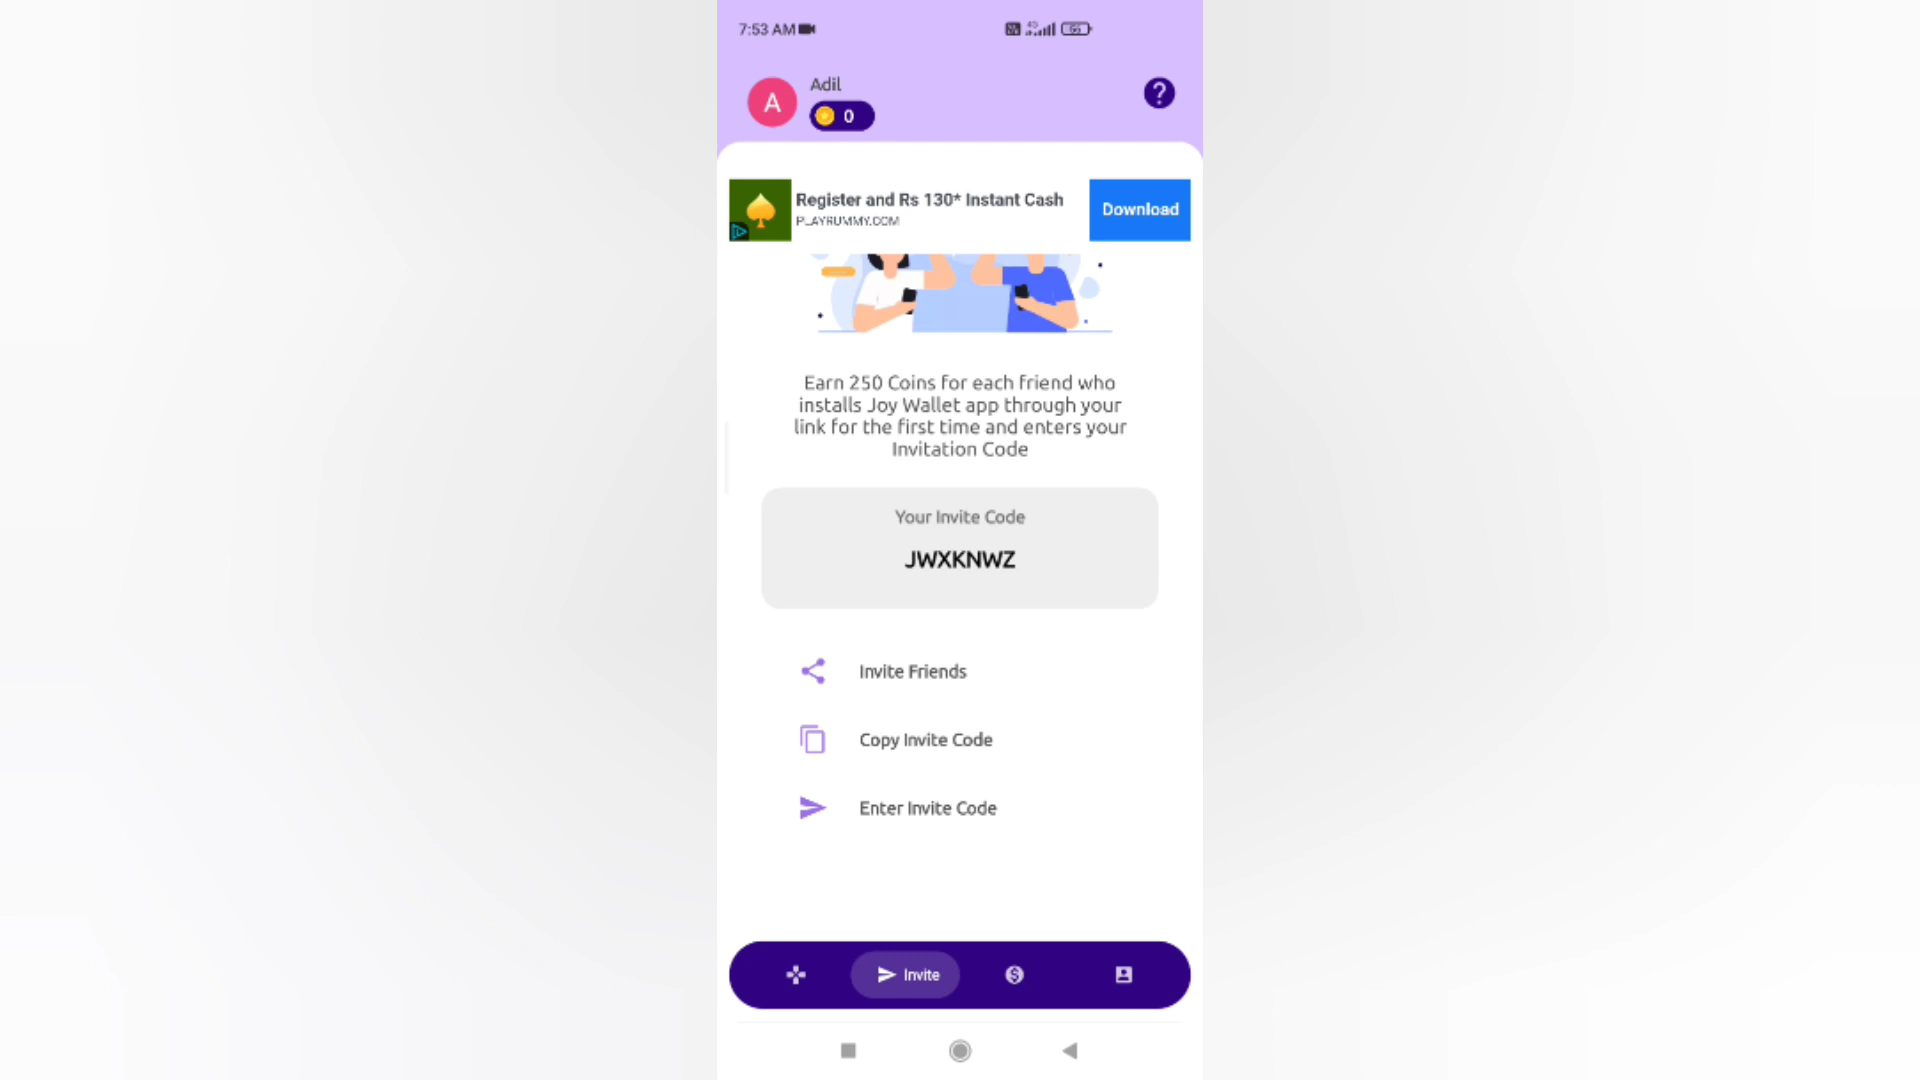 7:53 AM
Adil
A
0
?
Register and Rs 130* Instant Cash
PLAYRUMMY.COM
Download
Earn 250 Coins for each friend who
installs Joy Wallet app through your
link for the first time and enters your
Invitation Code
Your Invite Code
JWXKNWZ
Invite Friends
Copy Invite Code
Enter Invite Code
Invite